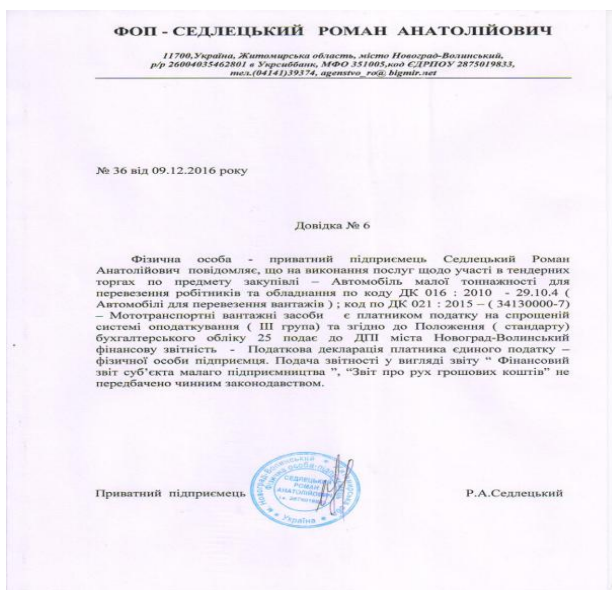 ФОП - СЕДЛЕЦЬКИЙ РОМАН АНАТОЛІЙОВИЧ
11700,Україна, Житомирська область, місто Новоград-Волинський,
р/р 26004035462801 в Укрсиббанк, МФО 351005,код ЄДРПОУ 2875019833,
тел.(04141)39374, agenstvo_ro@ bigmir.net
№ 36 від 09.12.2016 року
Довідка № 6
Фізична особа - приватний підприємець Седлецький Роман
Анатолійович повідомляє, що на виконання послуг щодо участі в тендерних
торгах по предмету закупівлі – Автомобіль малої тоннажності для
перевезення робітників та обладнання по коду ДК 016 : 2010 - 29.10.4 (
Автомобілі для перевезення вантажів ) ; код по ДК 021 : 2015 – ( 34130000-7)
– Мототранспортні вантажні засоби є платником податку на спрощеній
системі оподаткування ( ІІІ група) та згідно до Положення ( стандарту)
бухгалтерського обліку 25 подає до ДПІ міста Новоград-Волинський
фінансову звітність - Податкова декларація платника єдиного податку –
фізичної особи підприємця. Подача звітності у вигляді звіту “ Фінансовий
звіт суб’єкта малого підприємництва ”, “Звіт про рух грошових коштів” не
передбачено чинним законодавством.
Приватний підприємець
СЕДЛЕЦЬКИЙ
РОМАН
АНАТОЛІЙОВИЧ
Україна
Р.А.Седлецький